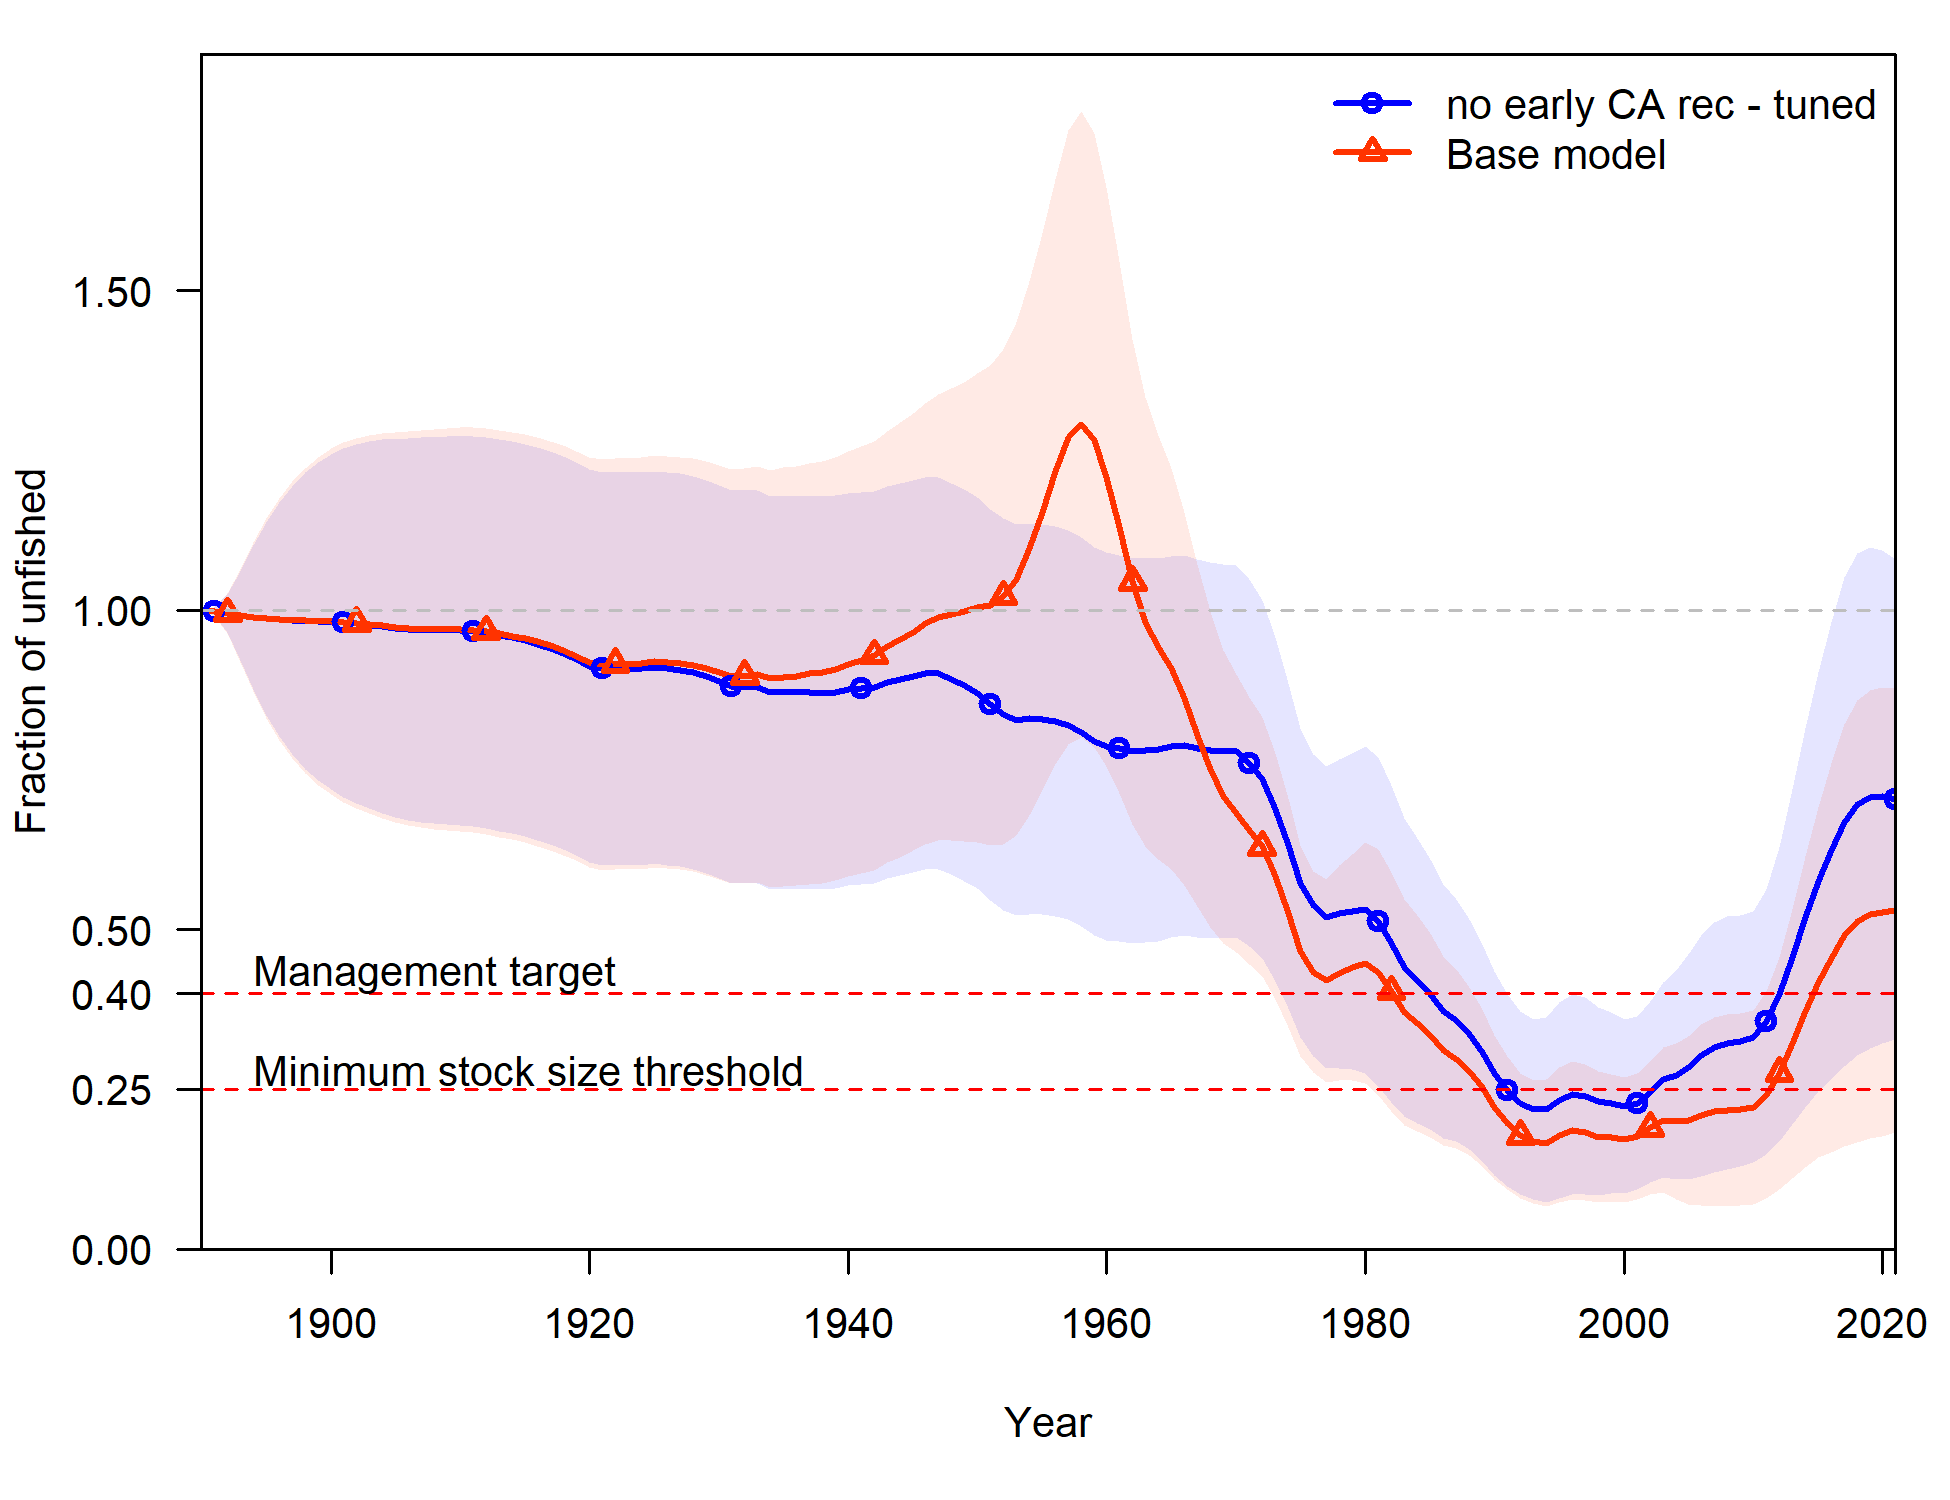 no early CA rec - tuned
Base model
Fraction of unfished
1.50
1.00
0.50
0.40
0.25
0.00
Management target
Minimum stock size threshold
1900
1920
1940
1960
1980
2000
2020
Year